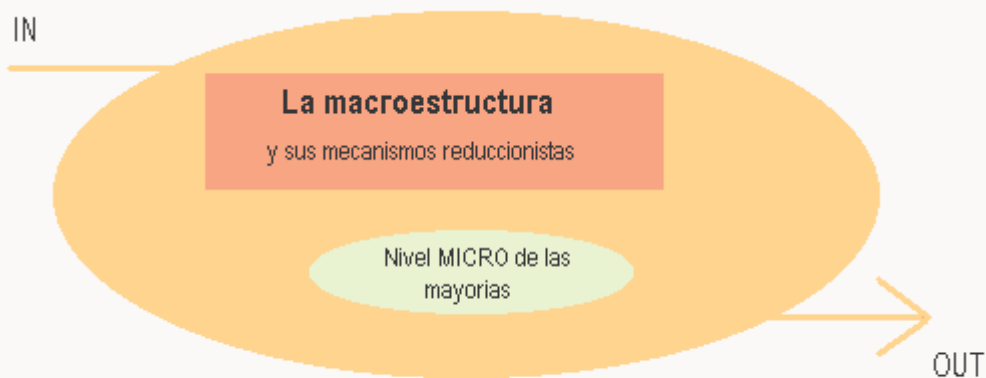 IN
La macroestructura
y sus mecanismos reduccionistas
Nivel MICRO de las
mayorias
OUT